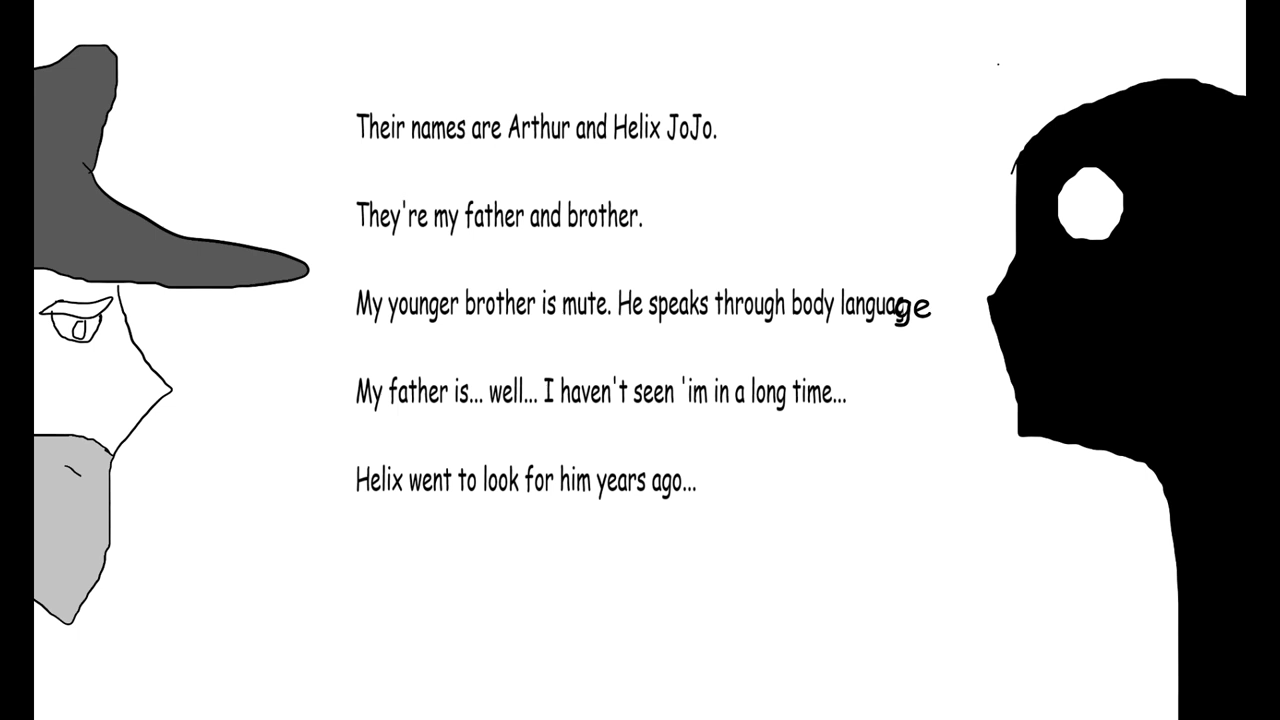 Their names are Arthur and Helix JoJo.
They're my father and brother.
My younger brother is mute. He speaks through body language
My father is... well... I haven't seen 'im in a long time...
Helix went to look for him years ago...